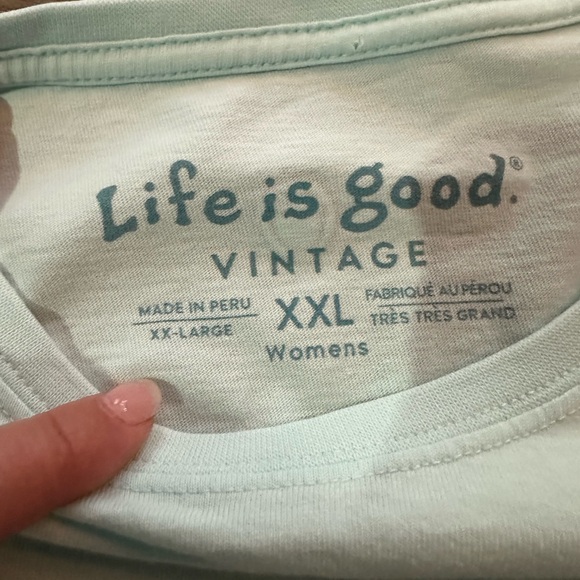 Life is good.®
VINTAGE
MADE IN PERU
XX-LARGE
XXL
FABRIQUÉ AU PÉROU
TRÈS TRÈS GRAND
Womens